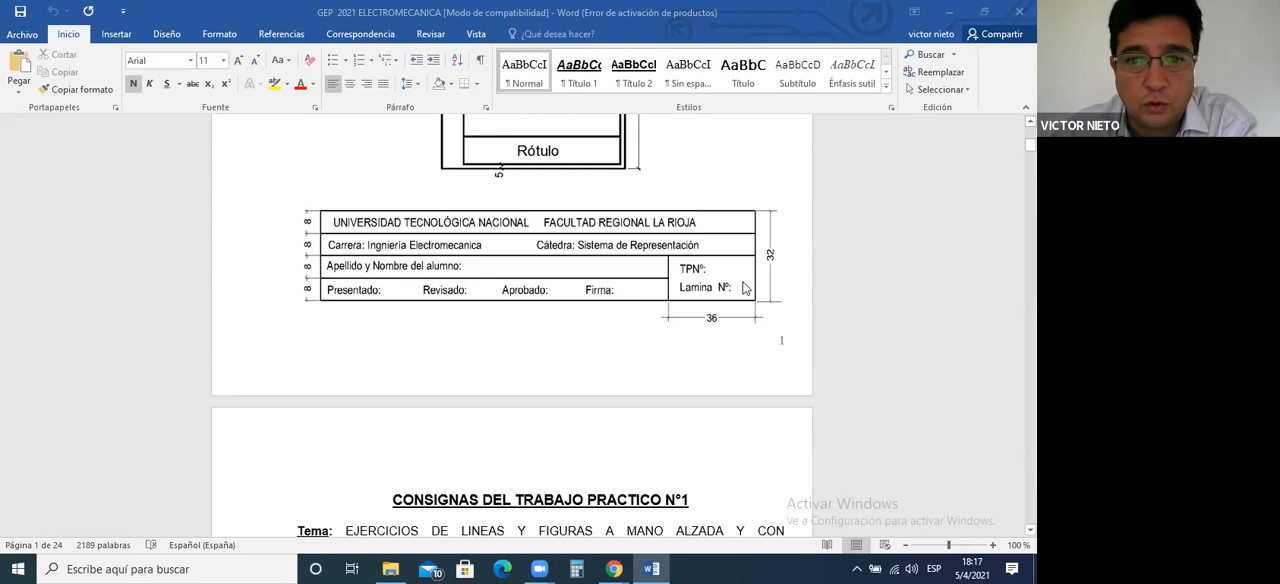 GEP 2021 ELECTROMECANICA [Modo de compatibilidad] - Word (Error de activación de productos)
Archivo Inicio Insertar Diseño Formato Referencias Correspondencia Revisar Vista ¿Qué desea hacer? victor nieto Compartir
Pegar
Cortar
Copiar
Copiar formato
Portapapeles
Arial 11
N K S abc x₂ x² A A
Aa
Fuente
Párrafo
AaBbCcI AaBbCc AaBbCcI AaBbCcI AaBbC AaBbCcD AaBbCcD
¶ Normal ¶ Título 1 ¶ Título 2 ¶ Sin espa... Título Subtítulo Énfasis sutil
Estilos
Buscar
Reemplazar
Seleccionar
Edición
VICTOR NIETO
Rótulo
5
8 UNIVERSIDAD TECNOLÓGICA NACIONAL FACULTAD REGIONAL LA RIOJA
8 Carrera: Ingniería Electromecanica Cátedra: Sistema de Representación
32
8 Apellido y Nombre del alumno: TPNº:
8 Presentado: Revisado: Aprobado: Firma: Lamina Nº:
36
1
CONSIGNAS DEL TRABAJO PRACTICO N°1
Tema: EJERCICIOS DE LINEAS Y FIGURAS A MANO ALZADA Y CON
Activar Windows
Ve a Configuración para activar Windows.
Página 1 de 24 2189 palabras Español (España) 100 %
Escribe aquí para buscar
10
ESP
18:17
5/4/2021